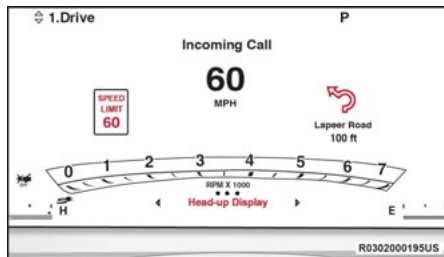 1.Drive P
Incoming Call
60
MPH
SPEED
LIMIT
60
Lapeer Road
100 ft
0 1 2 3 4 5 6 7
RPM X 1000
H E
Head-up Display
R0302000195US